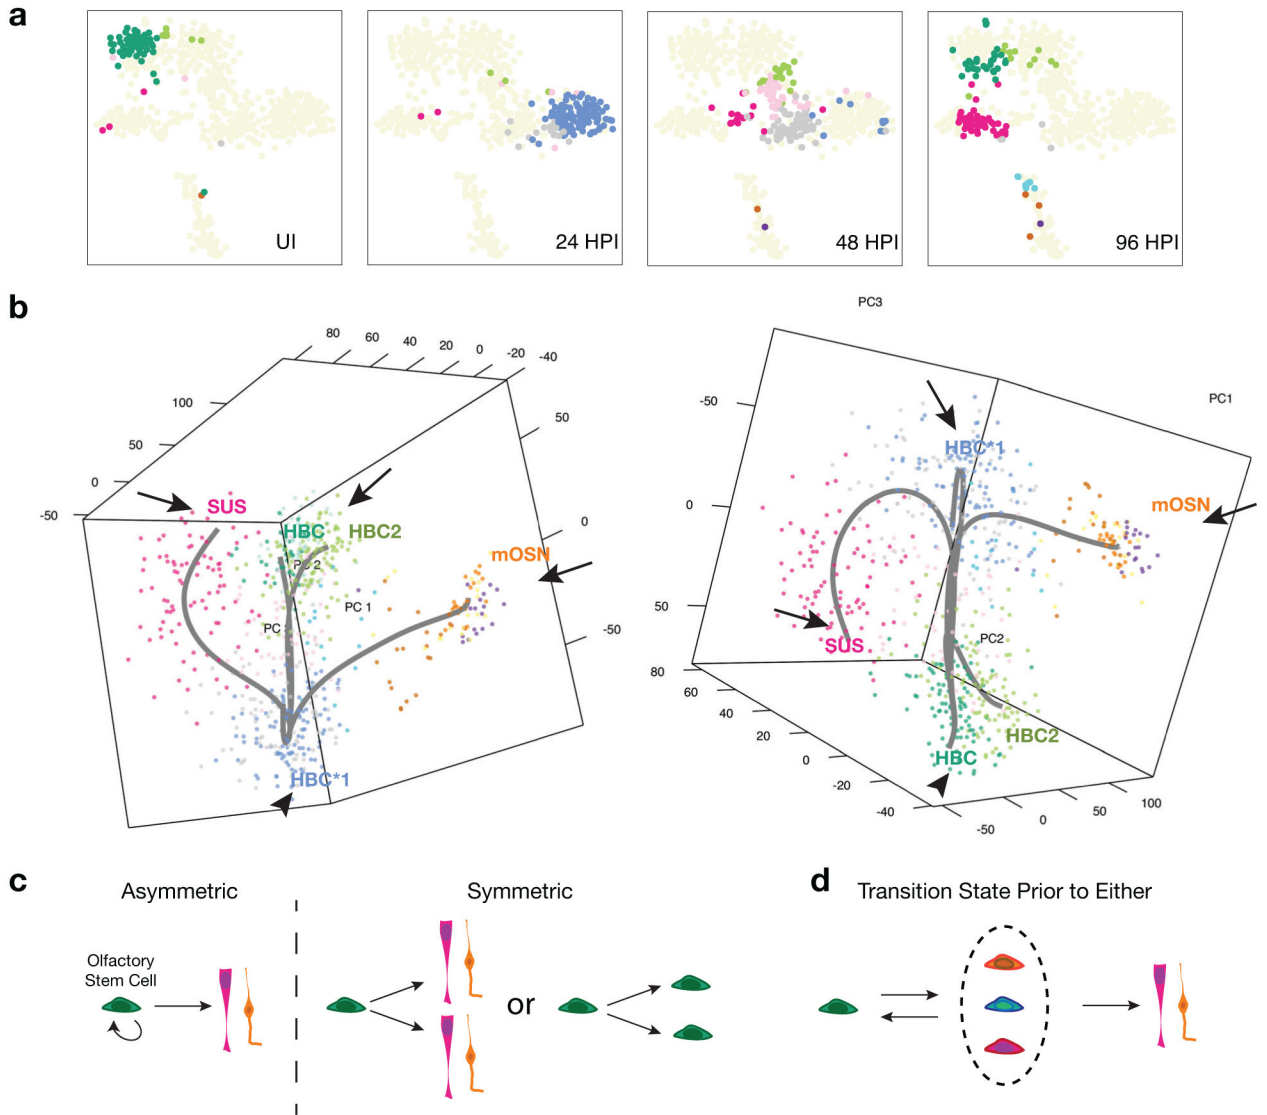 a
UI
24 HPI
48 HPI
96 HPI
b
80
60
40
20
0
-20
-40
100
50
0
-50
50
0
-50
SUS
HBC
HBC2
mOSN
PC 2
PC 1
PC
HBC*1
PC3
PC1
-50
0
50
HBC*1
mOSN
SUS
PC2
HBC2
HBC
80
60
40
20
0
-20
-40
-50
0
50
100
c
Asymmetric
Symmetric
Olfactory
Stem Cell
or
d
Transition State Prior to Either